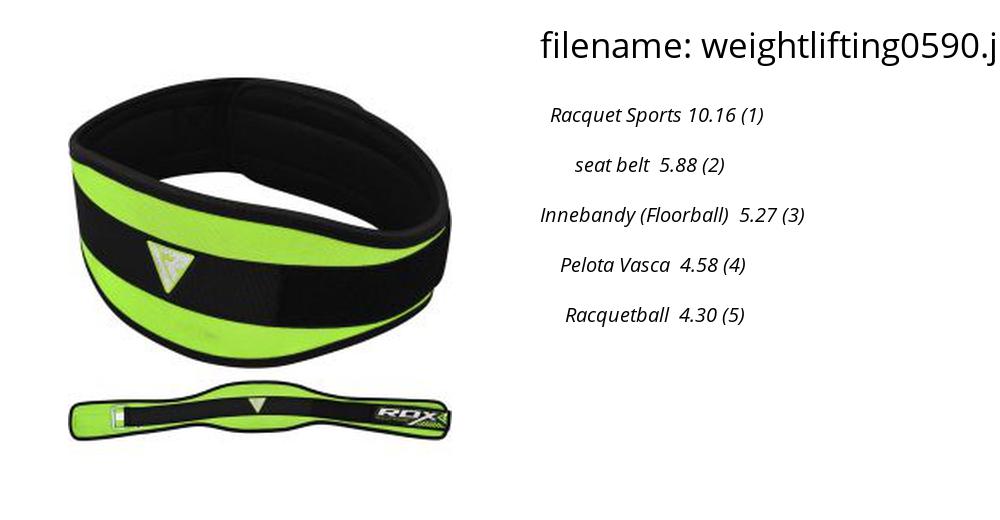 filename: weightlifting0590.j
Racquet Sports 10.16 (1)
seat belt 5.88 (2)
Innebandy (Floorball) 5.27 (3)
Pelota Vasca 4.58 (4)
Racquetball 4.30 (5)
RDX